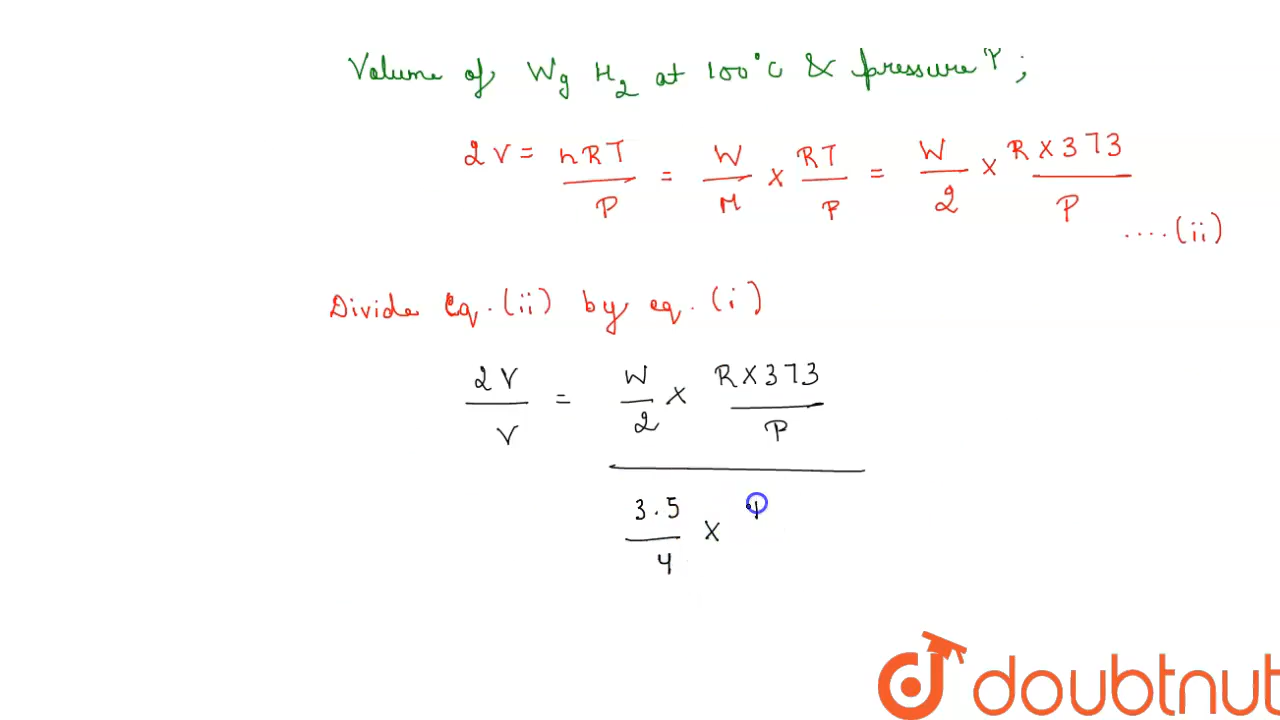 Volume of Wg H2 at 100°C & pressure P;
2V = nRT/P = W/M × RT/P = W/2 × R×373/P
....(ii)
Divide Eq.(ii) by eq.(i)
2V/V = W/2 × R×373/P
3.5/4 ×
doubtnut